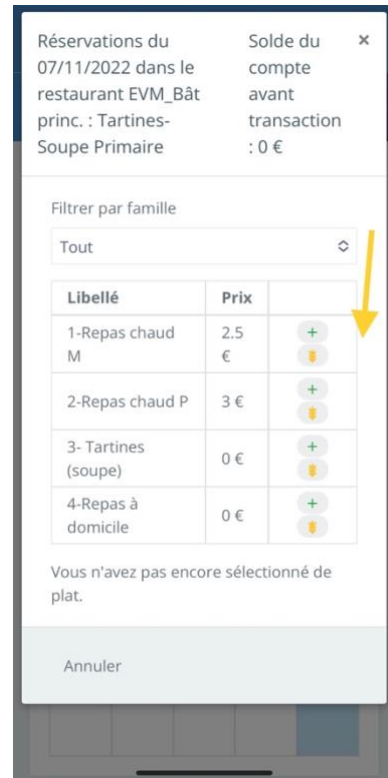 Réservations du
07/11/2022 dans le
restaurant EVM_Bât
princ. : Tartines-
Soupe Primaire
Solde du
compte
avant
transaction
: 0 €
×
Filtrer par famille
Tout
Libellé Prix
1-Repas chaud
M
2.5
€
+
2-Repas chaud P
3 €
+
3- Tartines
(soupe)
0 €
+
4-Repas à
domicile
0 €
+
Vous n'avez pas encore sélectionné de
plat.
Annuler